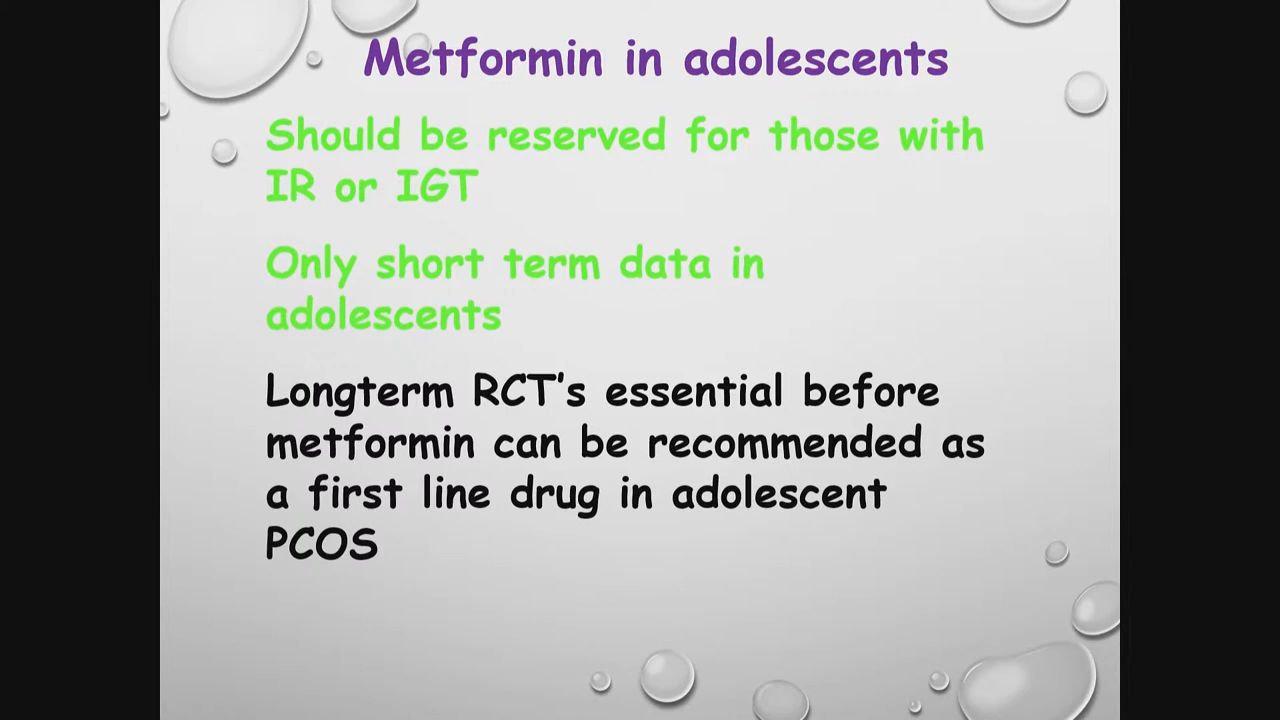 Metformin in adolescents
Should be reserved for those with
IR or IGT
Only short term data in
adolescents
Longterm RCT's essential before
metformin can be recommended as
a first line drug in adolescent
PCOS